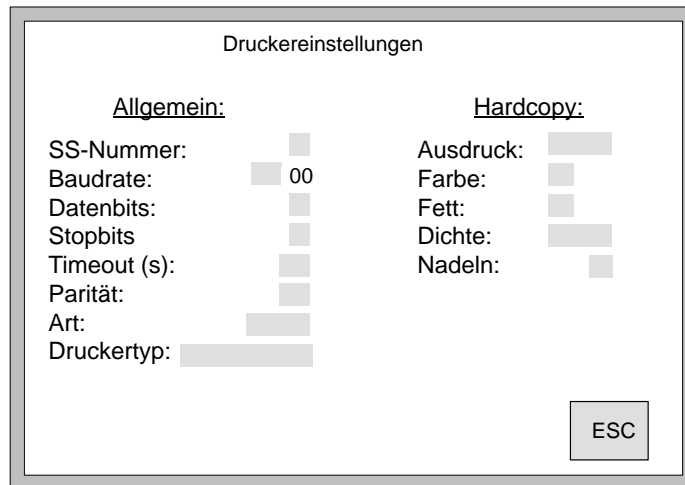 Druckereinstellungen
Allgemein:
SS-Nummer:
Baudrate: 00
Datenbits:
Stopbits
Timeout (s):
Parität:
Art:
Druckertyp:
Hardcopy:
Ausdruck:
Farbe:
Fett:
Dichte:
Nadeln:
ESC